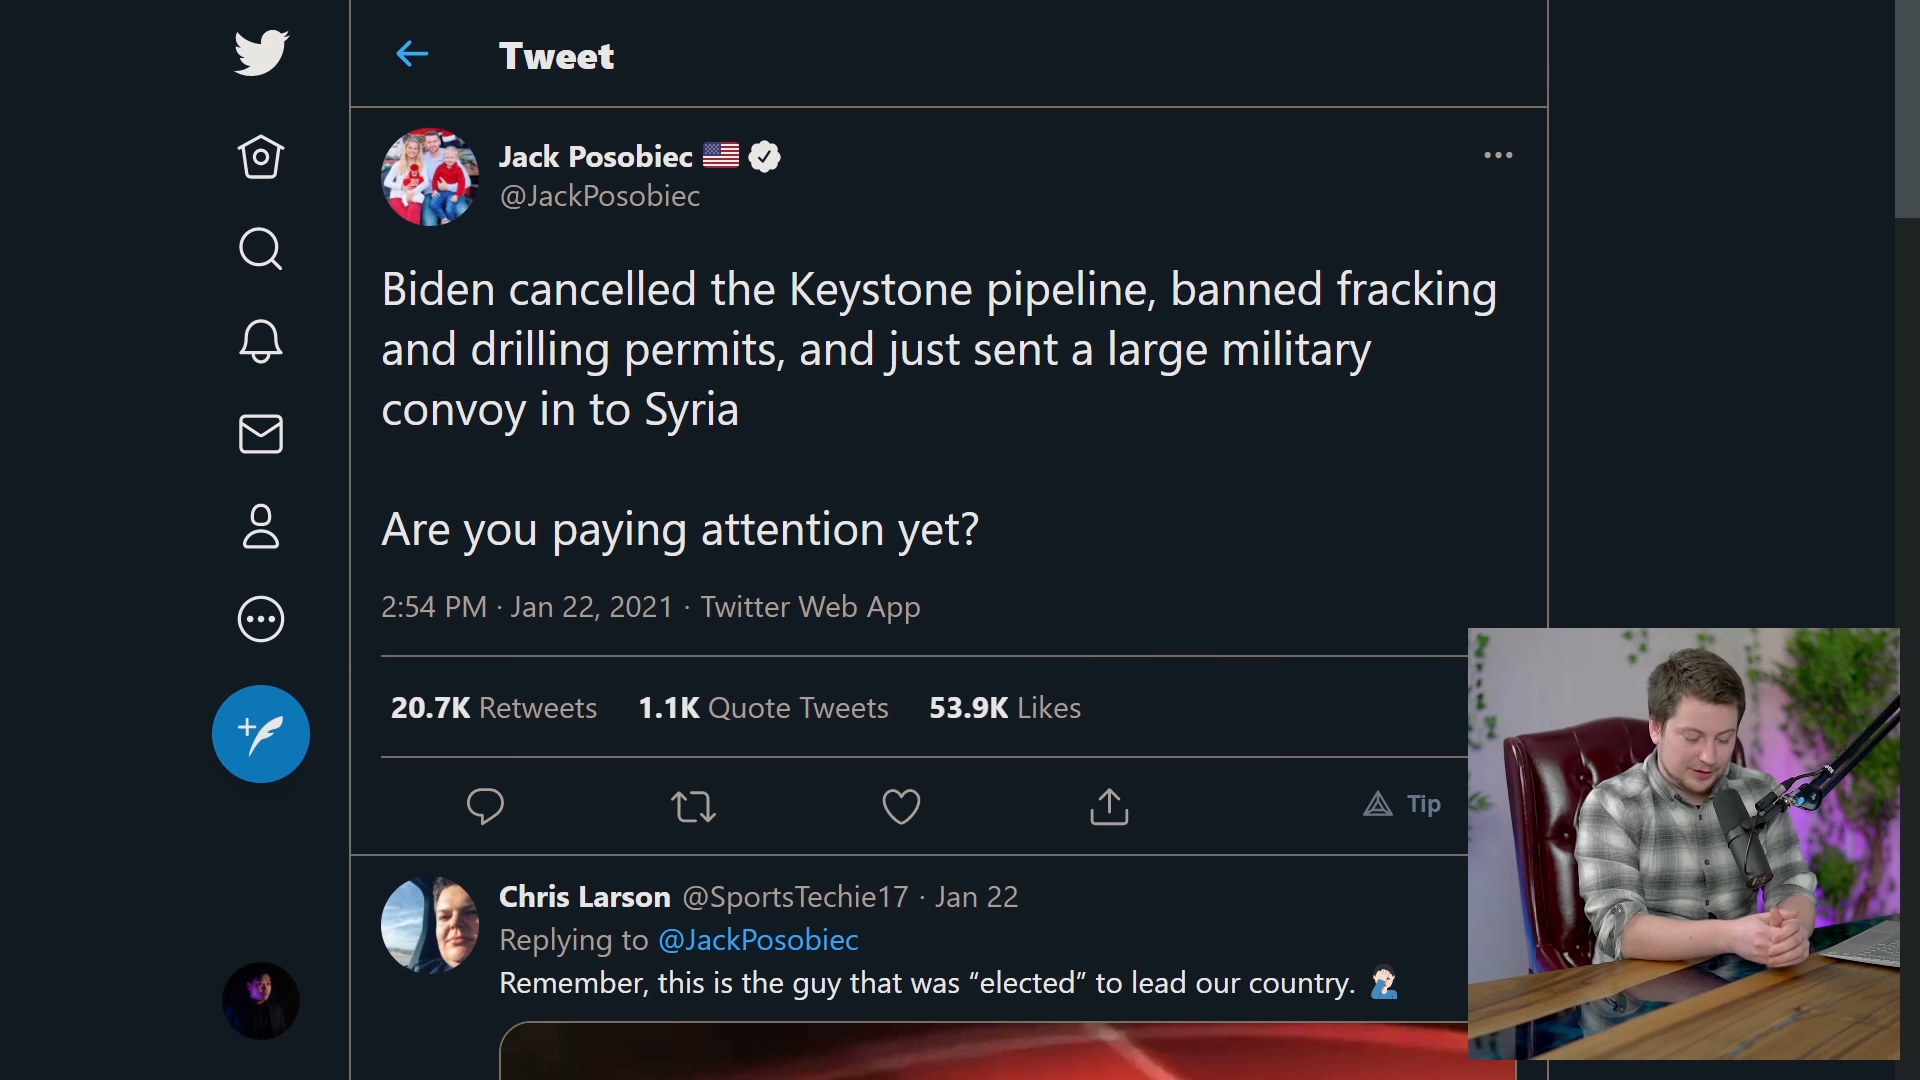 Tweet
Jack Posobiec
@JackPosobiec
Biden cancelled the Keystone pipeline, banned fracking
and drilling permits, and just sent a large military
convoy in to Syria
Are you paying attention yet?
2:54 PM · Jan 22, 2021 · Twitter Web App
20.7K Retweets 1.1K Quote Tweets 53.9K Likes
Tip
Chris Larson @SportsTechie17 · Jan 22
Replying to @JackPosobiec
Remember, this is the guy that was “elected” to lead our country.